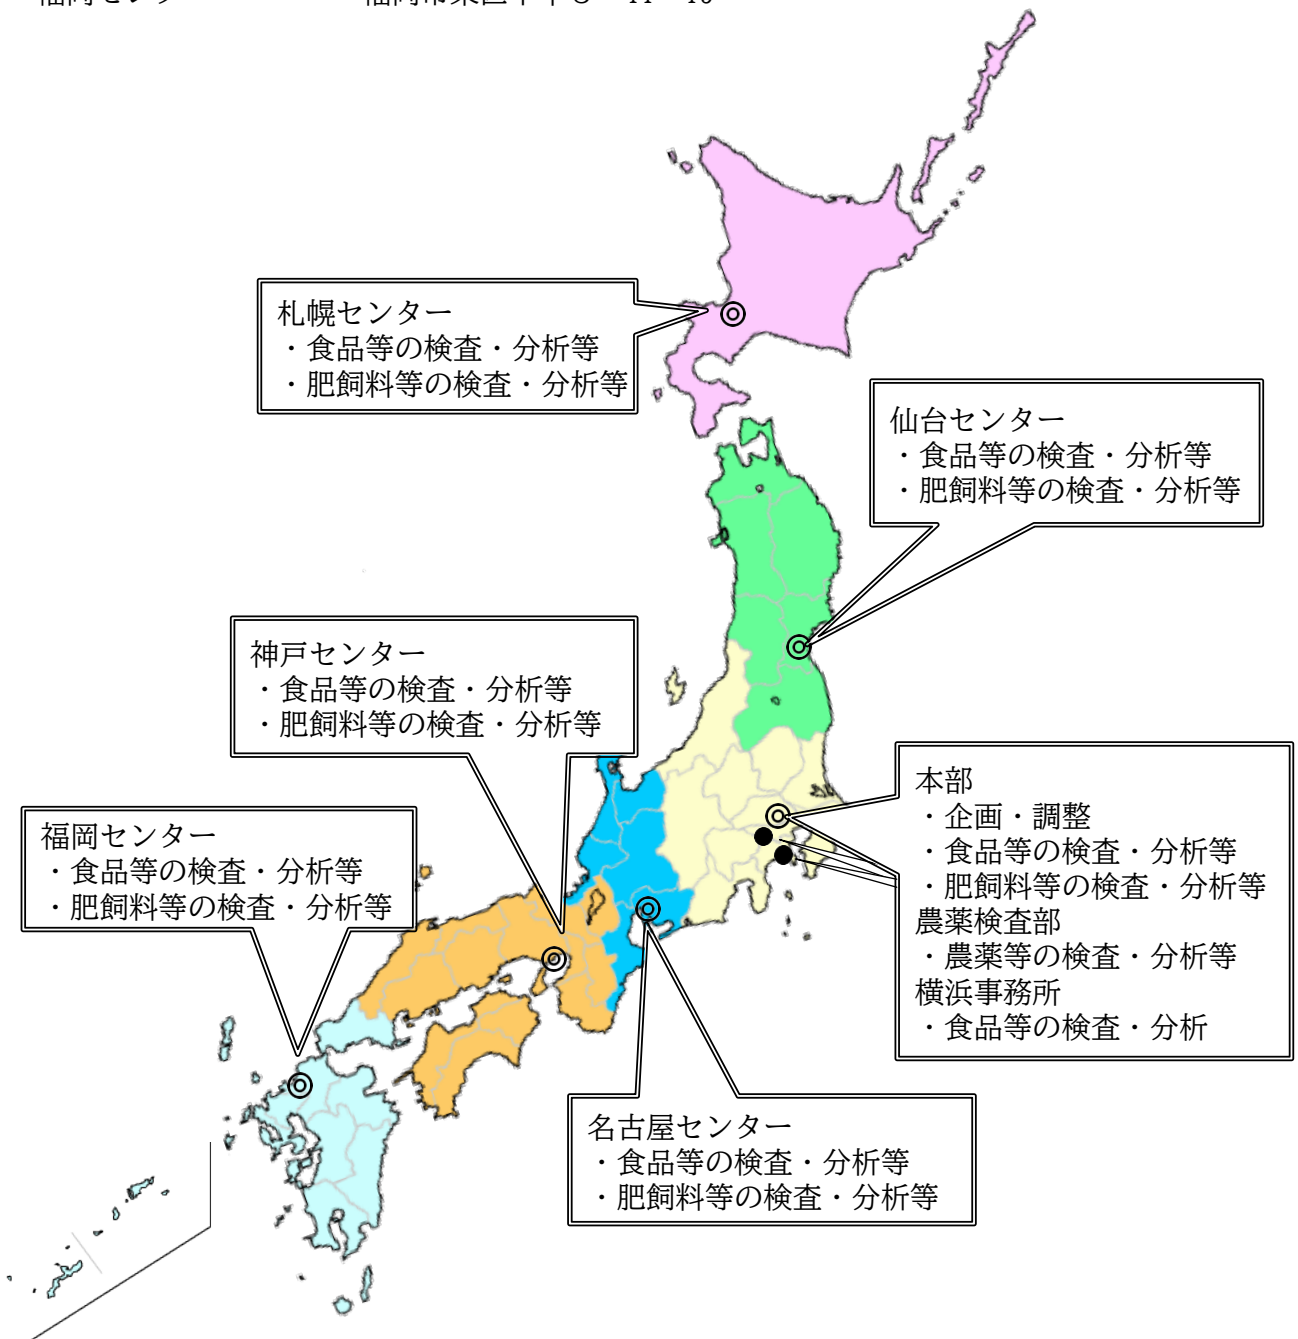 札幌センター
・食品等の検査・分析等
・肥飼料等の検査・分析等
仙台センター
・食品等の検査・分析等
・肥飼料等の検査・分析等
神戸センター
・食品等の検査・分析等
・肥飼料等の検査・分析等
本部
・企画・調整
・食品等の検査・分析等
・肥飼料等の検査・分析等
農薬検査部
・農薬等の検査・分析等
横浜事務所
・食品等の検査・分析
福岡センター
・食品等の検査・分析等
・肥飼料等の検査・分析等
名古屋センター
・食品等の検査・分析等
・肥飼料等の検査・分析等